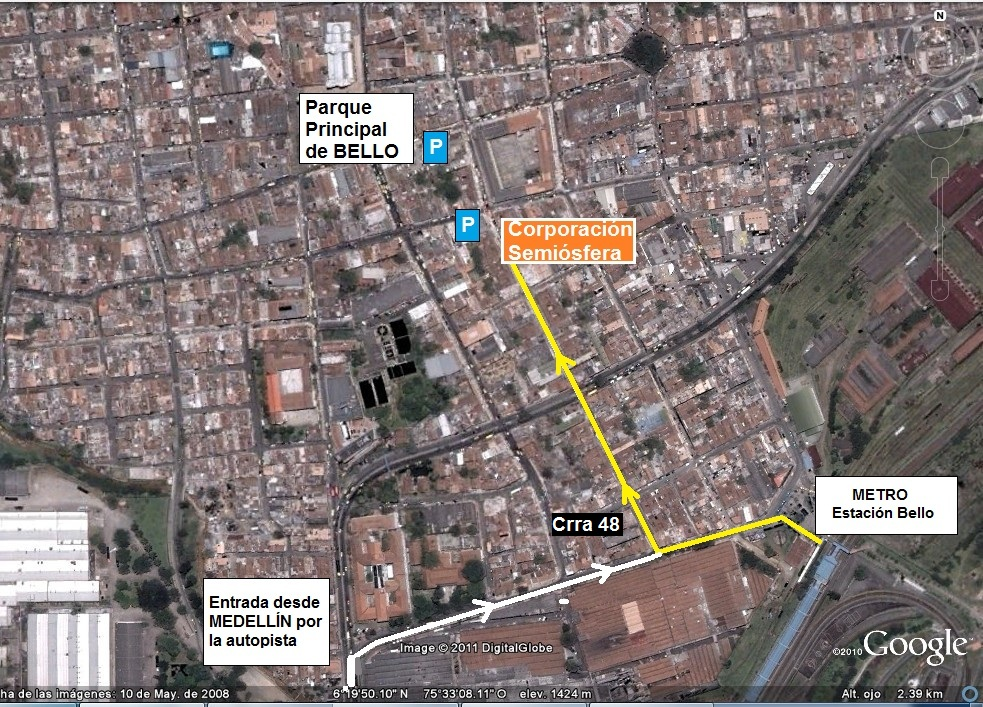 N
Parque
Principal
de BELLO
P
P
Corporación
Semiósfera
METRO
Estación Bello
Crra 48
Entrada desde
MEDELLÍN por
la autopista
Image © 2011 DigitalGlobe
©2010 Google
ha de las imágenes: 10 de May. de 2008
6°19'50.10" N 75°33'08.11" O elev. 1424 m
Alt. ojo 2.39 km